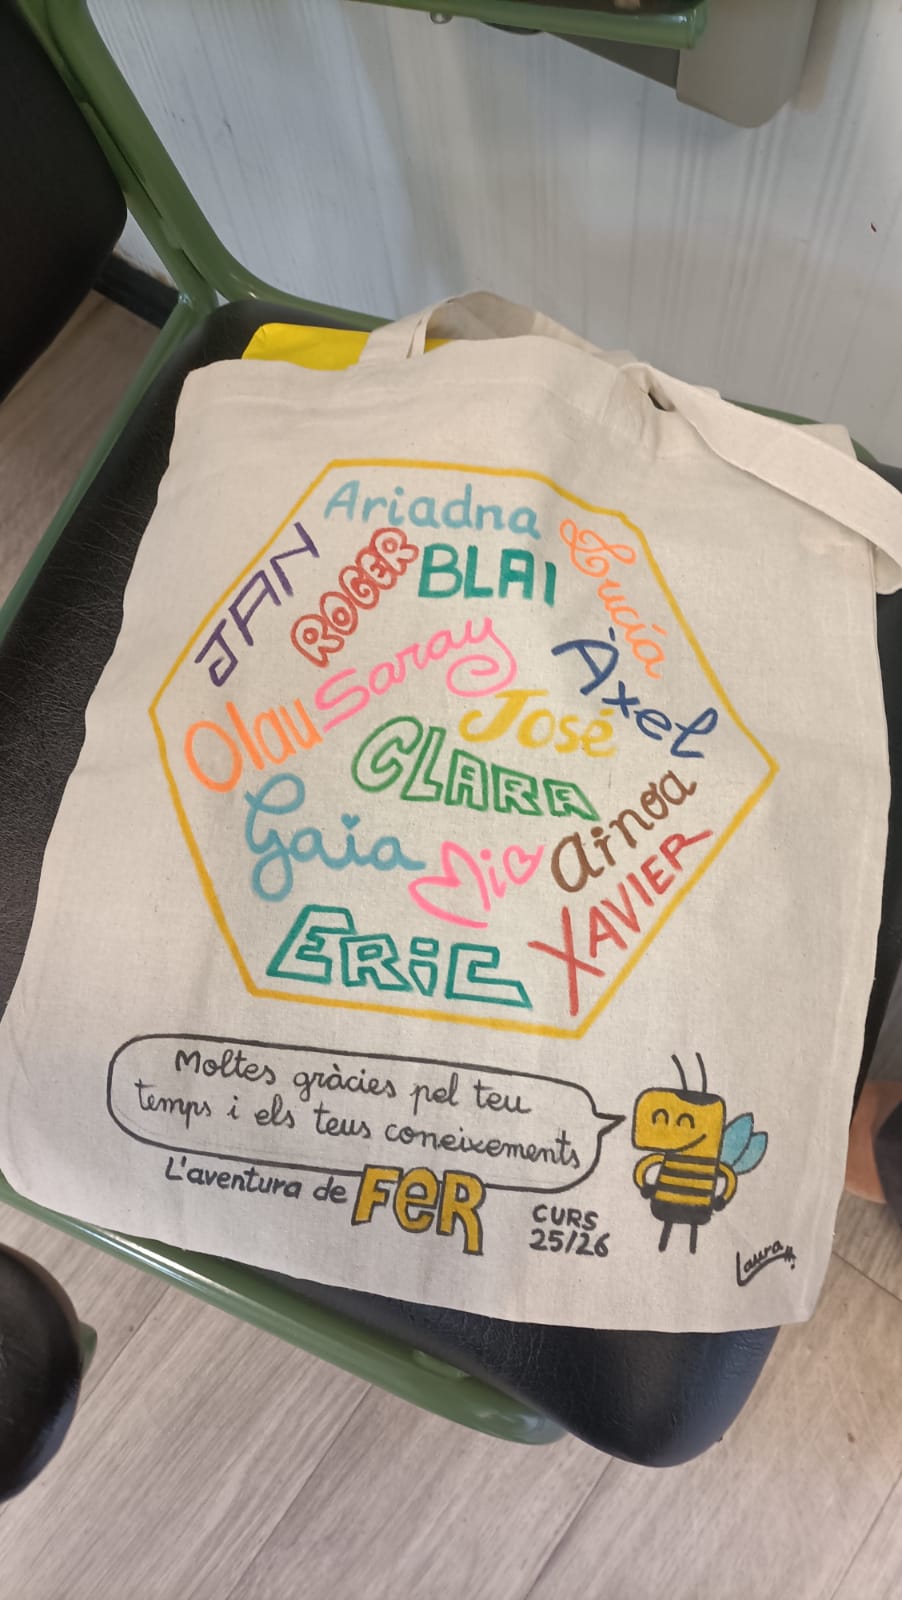 Ariadna
Lucía
JAN
ROGER
BLAI
Saray
Àxel
Olau
José
CLARA
Gaia
Mia
Ainoa
ERIC
XAVIER
Moltes gràcies pel teu
temps i els teus coneixements
L'aventura de FER
CURS
25/26
Laura